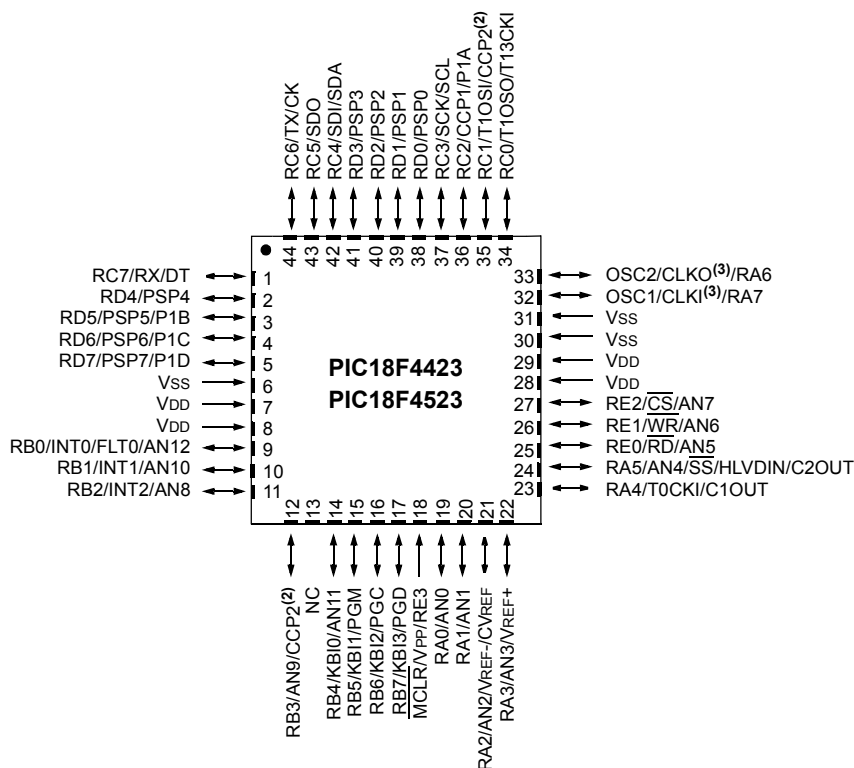 RC6/TX/CK
RC5/SDO
RC4/SDI/SDA
RD3/PSP3
RD2/PSP2
RD1/PSP1
RD0/PSP0
RC3/SCK/SCL
RC2/CCP1/P1A
RC1/T1OSI/CCP2(2)
RC0/T1OSO/T13CKI
44
43
42
41
40
39
38
37
36
35
34
RC7/RX/DT 1
RD4/PSP4 2
RD5/PSP5/P1B 3
RD6/PSP6/P1C 4
RD7/PSP7/P1D 5
VSS 6
VDD 7
VDD 8
RB0/INT0/FLT0/AN12 9
RB1/INT1/AN10 10
RB2/INT2/AN8 11
PIC18F4423
PIC18F4523
33 OSC2/CLKO(3)/RA6
32 OSC1/CLKI(3)/RA7
31 VSS
30 VSS
29 VDD
28 VDD
27 RE2/CS/AN7
26 RE1/WR/AN6
25 RE0/RD/AN5
24 RA5/AN4/SS/HLVDIN/C2OUT
23 RA4/T0CKI/C1OUT
12
13
14
15
16
17
18
19
20
21
22
RB3/AN9/CCP2(2)
NC
RB4/KBI0/AN11
RB5/KBI1/PGM
RB6/KBI2/PGC
RB7/KBI3/PGD
MCLR/VPP/RE3
RA0/AN0
RA1/AN1
RA2/AN2/VREF-/CVREF
RA3/AN3/VREF+